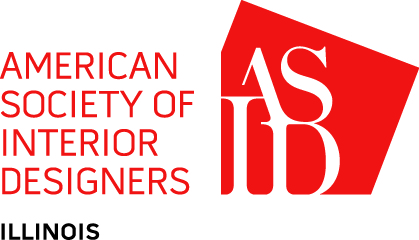 AMERICAN
SOCIETY OF
INTERIOR
DESIGNERS
ILLINOIS
AS
ID